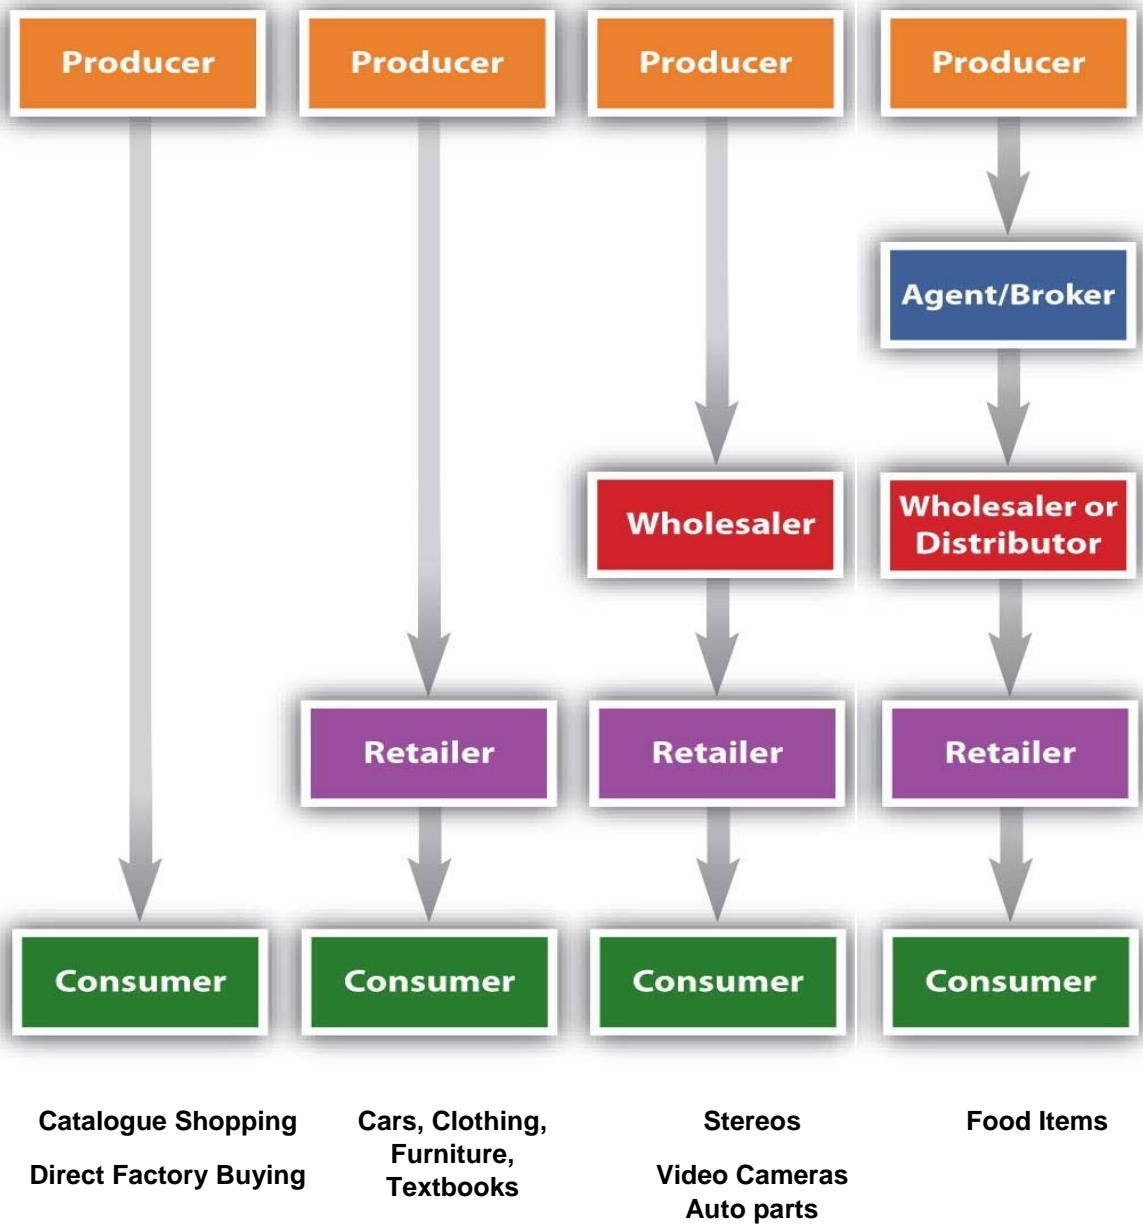 Producer
Producer
Producer
Producer
Agent/Broker
Wholesaler
Wholesaler or
Distributor
Retailer
Retailer
Retailer
Consumer
Consumer
Consumer
Consumer
Catalogue Shopping
Direct Factory Buying
Cars, Clothing,
Furniture,
Textbooks
Stereos
Video Cameras
Auto parts
Food Items